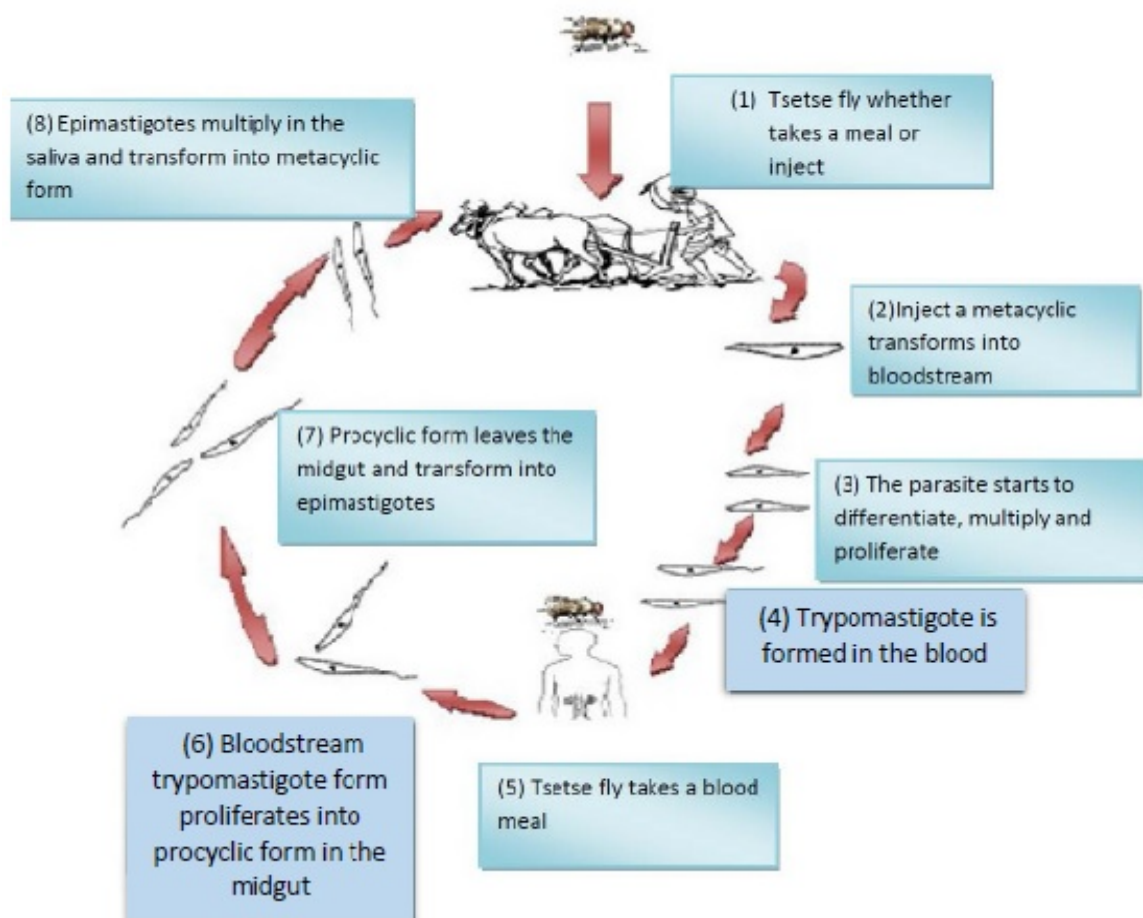 (1) Tsetse fly whether
takes a meal or
inject
(2)Inject a metacyclic
transforms into
bloodstream
(3) The parasite starts to
differentiate, multiply and
proliferate
(4) Trypomastigote is
formed in the blood
(5) Tsetse fly takes a blood
meal
(6) Bloodstream
trypomastigote form
proliferates into
procyclic form in the
midgut
(7) Procyclic form leaves the
midgut and transform into
epimastigotes
(8) Epimastigotes multiply in the
saliva and transform into metacyclic
form